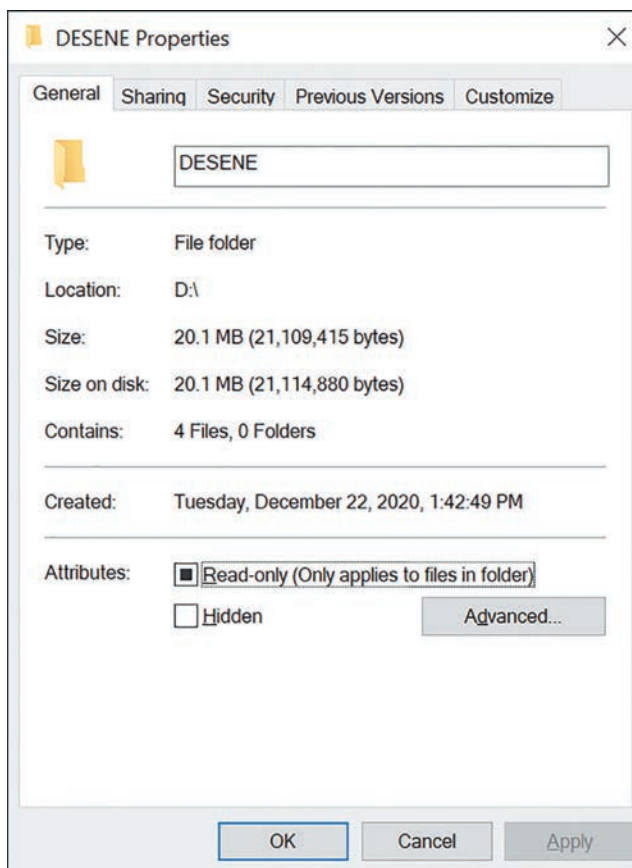 DESENE Properties
General Sharing Security Previous Versions Customize
DESENE
Type: File folder
Location: D:\
Size: 20.1 MB (21,109,415 bytes)
Size on disk: 20.1 MB (21,114,880 bytes)
Contains: 4 Files, 0 Folders
Created: Tuesday, December 22, 2020, 1:42:49 PM
Attributes: Read-only (Only applies to files in folder)
Hidden Advanced...
OK Cancel Apply